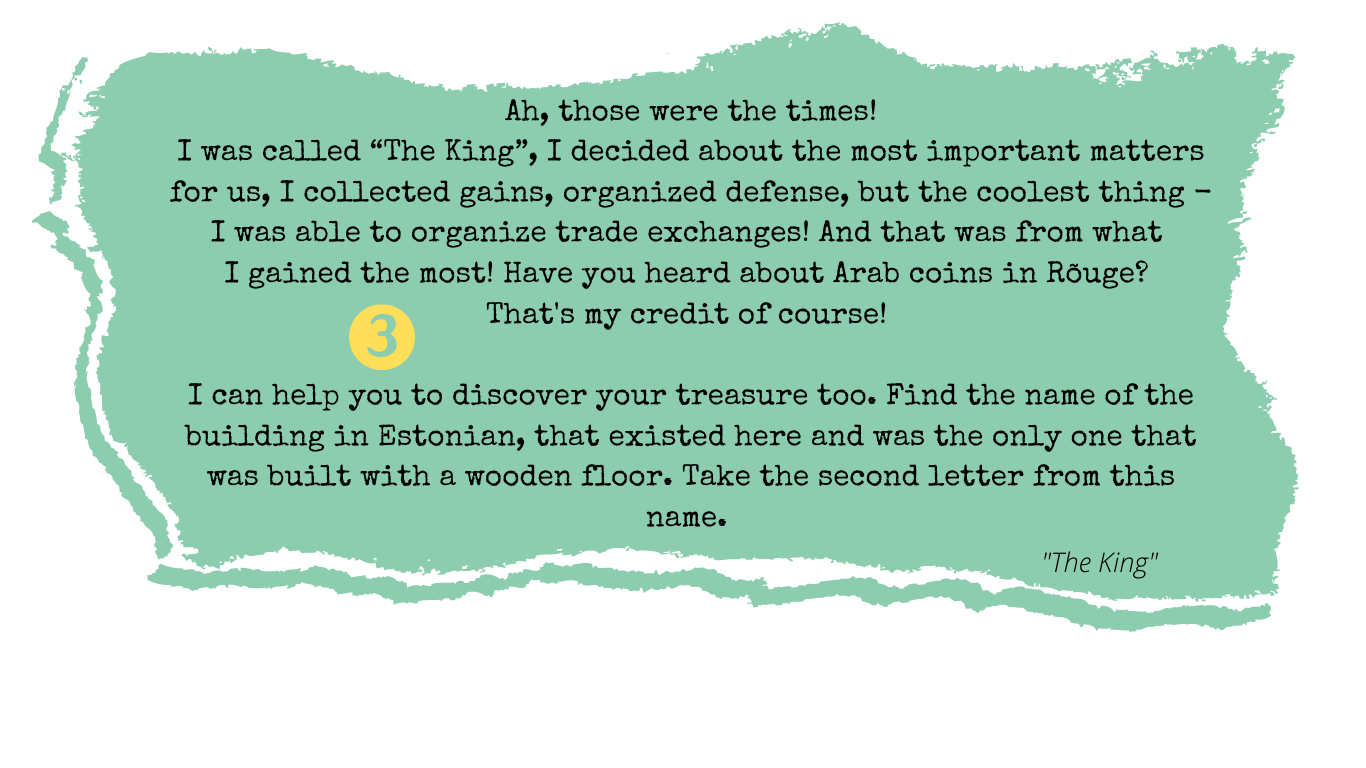 Ah, those were the times!
I was called “The King”, I decided about the most important matters
for us, I collected gains, organized defense, but the coolest thing –
I was able to organize trade exchanges! And that was from what
I gained the most! Have you heard about Arab coins in Rõuge?
That's my credit of course!
3
I can help you to discover your treasure too. Find the name of the
building in Estonian, that existed here and was the only one that
was built with a wooden floor. Take the second letter from this
name.
"The King"